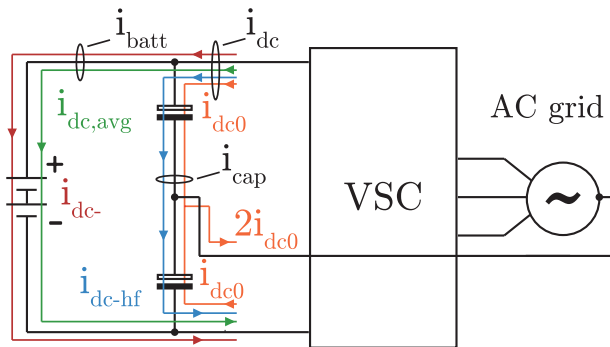 i_batt
i_dc
i_dc,avg
i_dc0
AC grid
+
i_cap
VSC
~
i_dc-
-
2i_dc0
i_dc-hf
i_dc0